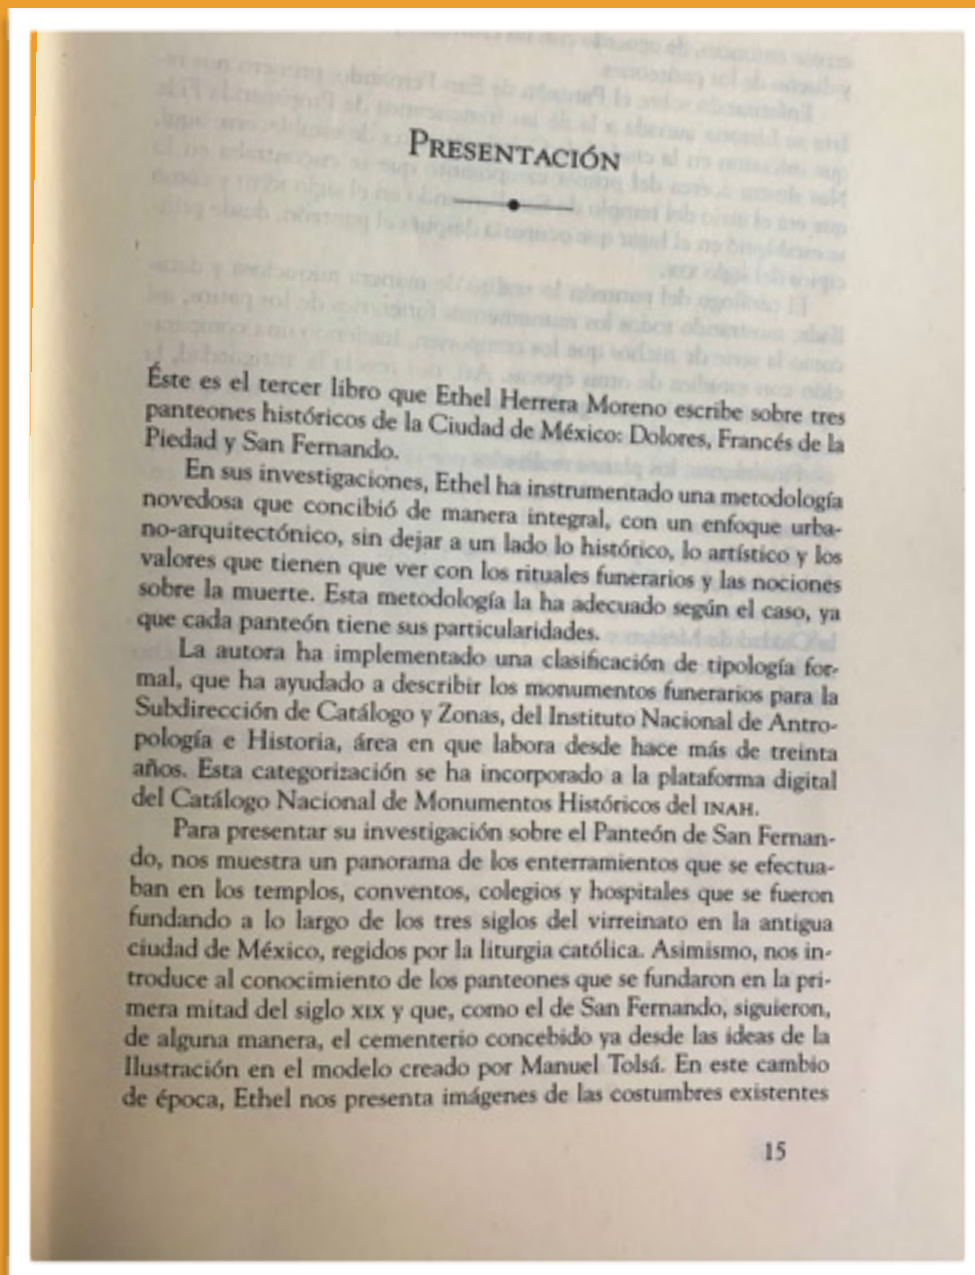 PRESENTACIÓN
Éste es el tercer libro que Ethel Herrera Moreno escribe sobre tres
panteones históricos de la Ciudad de México: Dolores, Francés de la
Piedad y San Fernando.
En sus investigaciones, Ethel ha instrumentado una metodología
novedosa que concibió de manera integral, con un enfoque urba-
no-arquitectónico, sin dejar a un lado lo histórico, lo artístico y los
valores que tienen que ver con los rituales funerarios y las nociones
sobre la muerte. Esta metodología la ha adecuado según el caso, ya
que cada panteón tiene sus particularidades.
La autora ha implementado una clasificación de tipología for-
mal, que ha ayudado a describir los monumentos funerarios para la
Subdirección de Catálogo y Zonas, del Instituto Nacional de Antro-
pología e Historia, área en que labora desde hace más de treinta
años. Esta categorización se ha incorporado a la plataforma digital
del Catálogo Nacional de Monumentos Históricos del INAH.
Para presentar su investigación sobre el Panteón de San Fernan-
do, nos muestra un panorama de los enterramientos que se efectua-
ban en los templos, conventos, colegios y hospitales que se fueron
fundando a lo largo de los tres siglos del virreinato en la antigua
ciudad de México, regidos por la liturgia católica. Asimismo, nos in-
troduce al conocimiento de los panteones que se fundaron en la pri-
mera mitad del siglo XIX y que, como el de San Fernando, siguieron,
de alguna manera, el cementerio concebido ya desde las ideas de la
Ilustración en el modelo creado por Manuel Tolsá. En este cambio
de época, Ethel nos presenta imágenes de las costumbres existentes
15